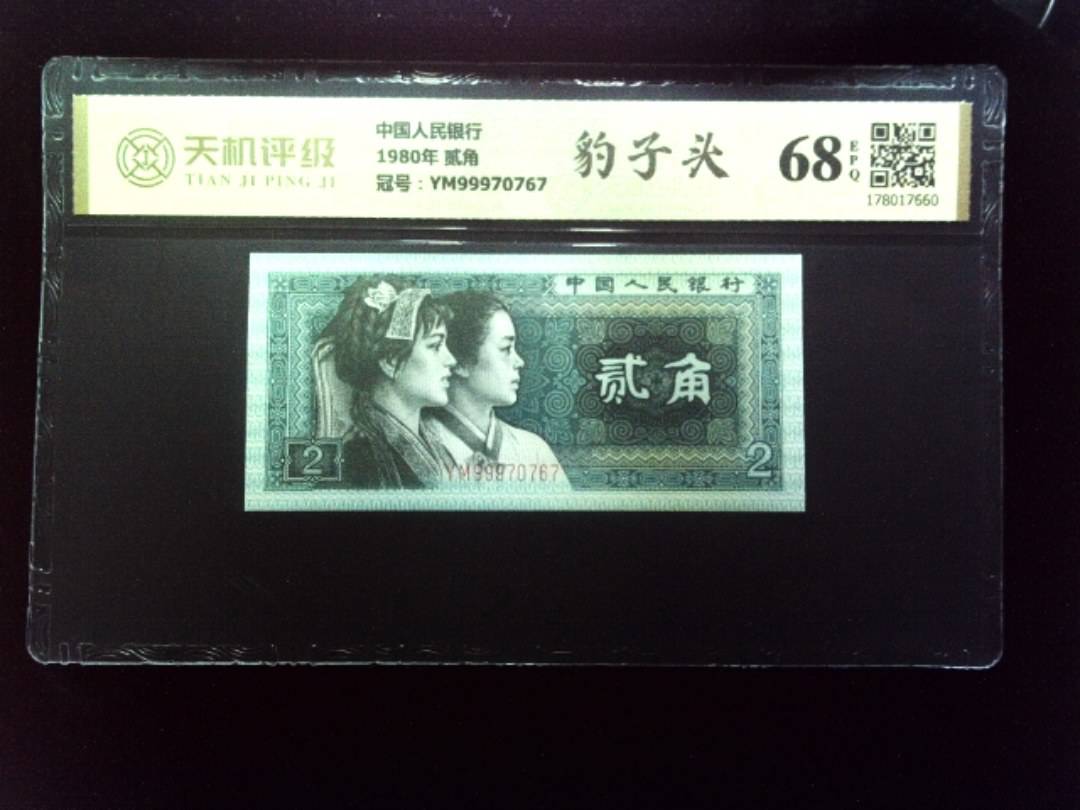 天机评级
TIAN JI PING JI
中国人民银行
1980年 贰角
冠号：YM99970767
豹子头
68
EPQ
178017660
中国人民银行
贰角
2
2
YM99970767